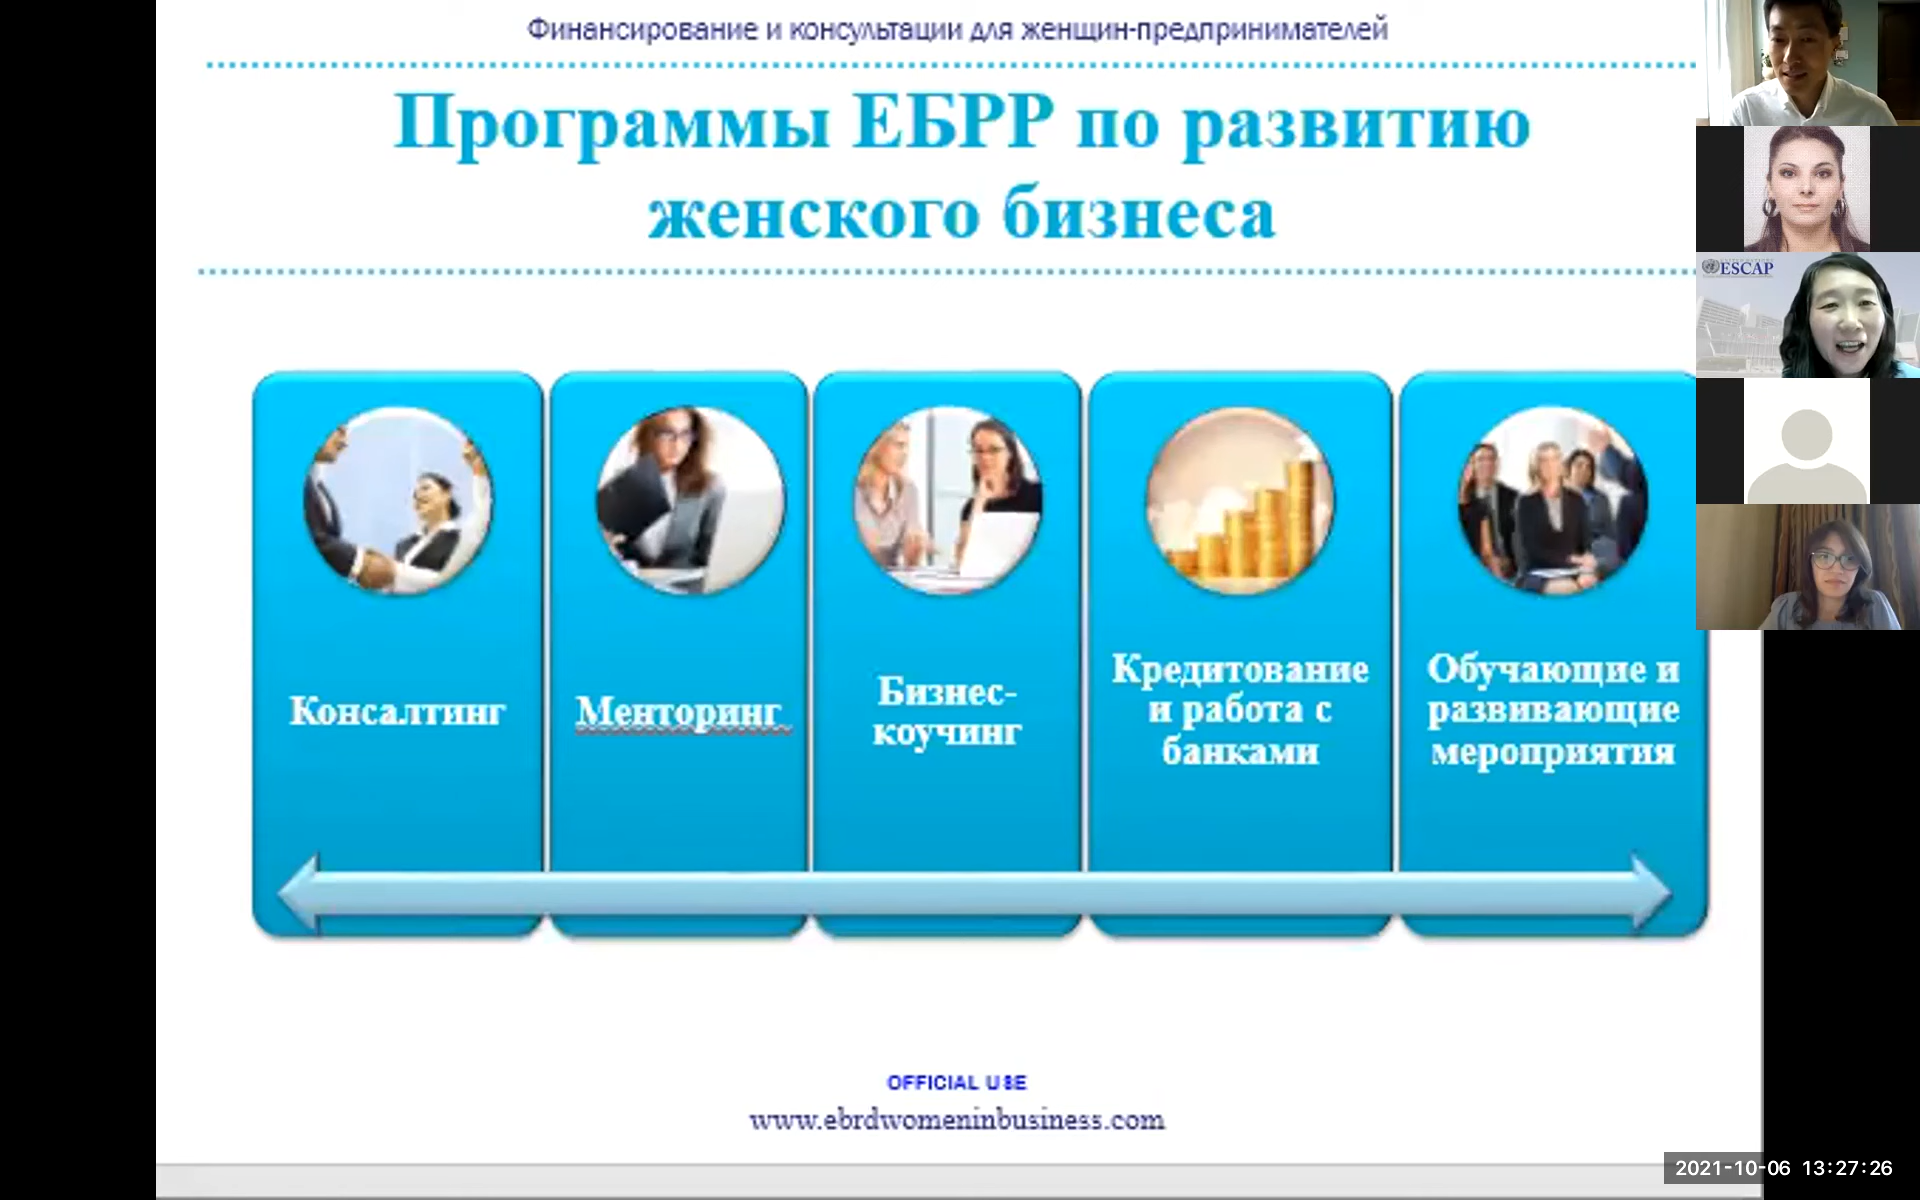 Финансирование и консультации для женщин-предпринимателей
Программы ЕБРР по развитию
женского бизнеса
ESCAP
Консалтинг
Менторинг
Бизнес-
коучинг
Кредитование
и работа с
банками
Обучающие и
развивающие
мероприятия
OFFICIAL USE
www.ebrdwomeninbusiness.com
2021-10-06 13:27:26